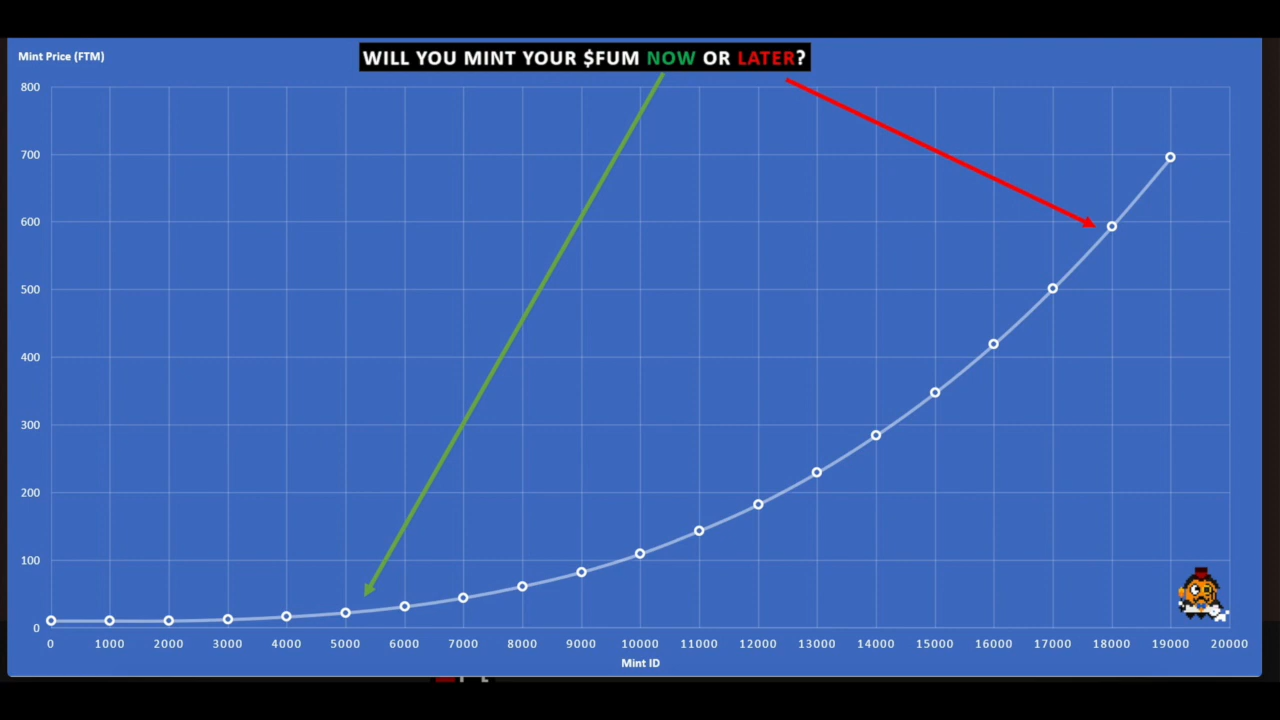 WILL YOU MINT YOUR $FUM NOW OR LATER?
Mint Price (FTM)
800
700
600
500
400
300
200
100
0
0 1000 2000 3000 4000 5000 6000 7000 8000 9000 10000 11000 12000 13000 14000 15000 16000 17000 18000 19000 20000
Mint ID